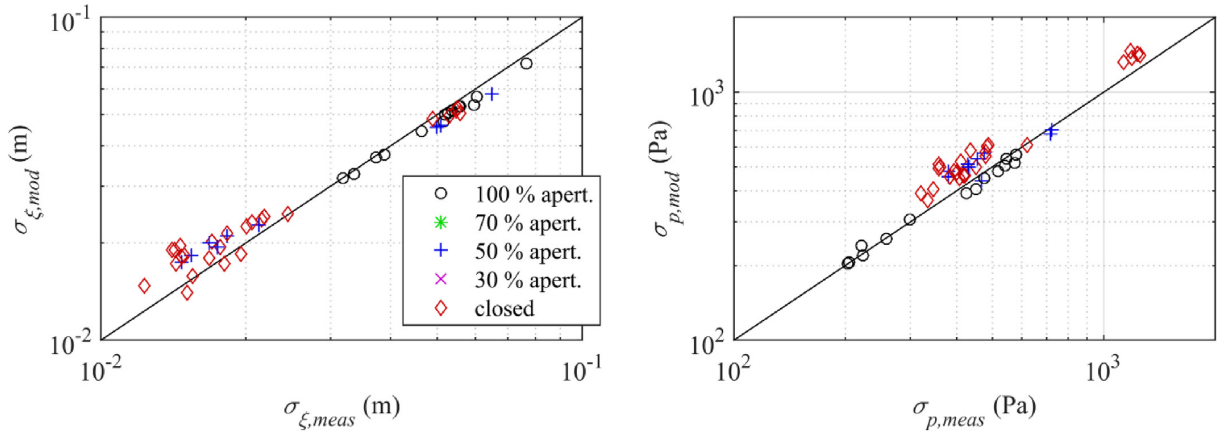 10^-1
σ_ξ,mod (m)
10^-2
10^-2
10^-1
σ_ξ,meas (m)
100 % apert.
70 % apert.
50 % apert.
30 % apert.
closed
σ_p,mod (Pa)
10^3
10^2
10^2
10^3
σ_p,meas (Pa)